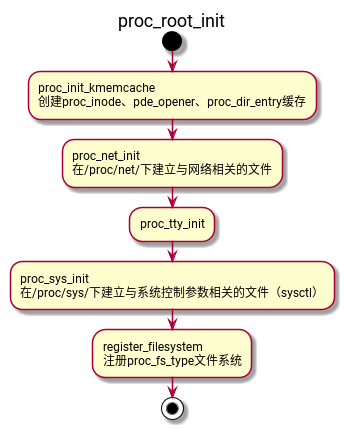 proc_root_init
proc_init_kmemcache
创建proc_inode、pde_opener、proc_dir_entry缓存
proc_net_init
在/proc/net/下建立与网络相关的文件
proc_tty_init
proc_sys_init
在/proc/sys/下建立与系统控制参数相关的文件（sysctl）
register_filesystem
注册proc_fs_type文件系统